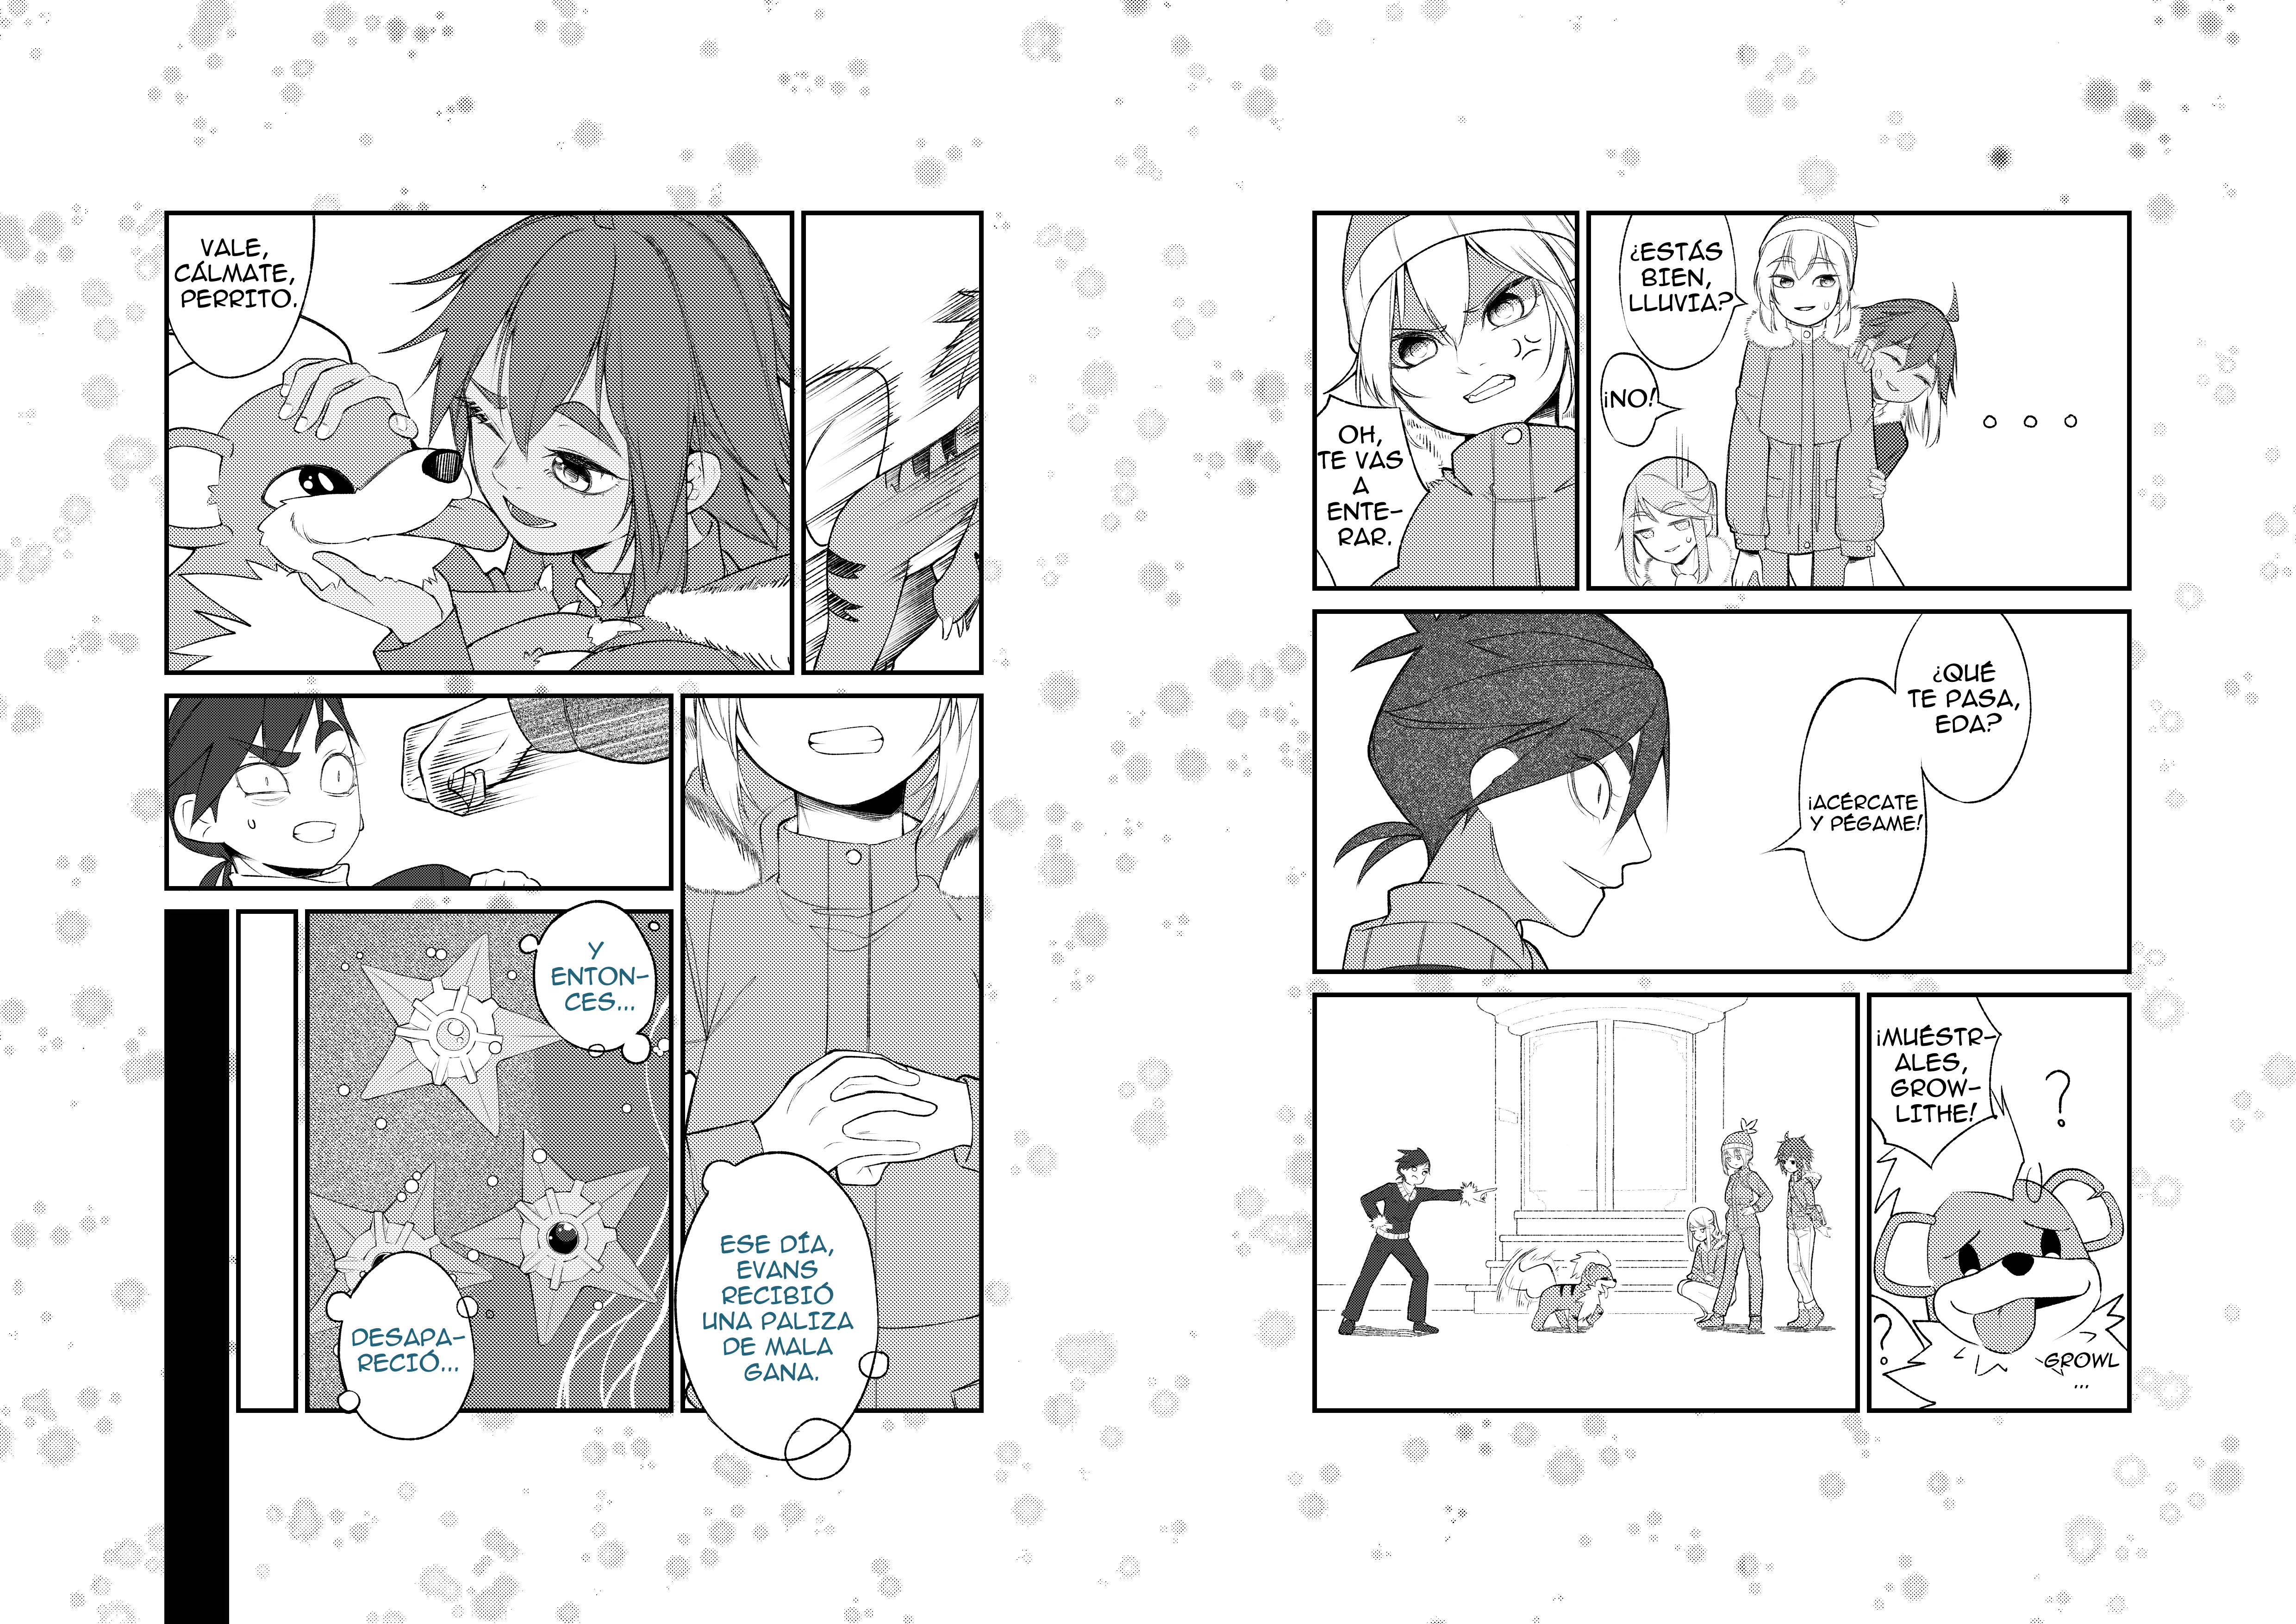 ¿ESTÁS
BIEN,
LLUVIA?
¡NO!
OH,
TE VAS
A
ENTE-
RAR.
¿QUÉ
TE PASA,
EDA?
¡ACÉRCATE
Y PÉGAME!
¡MUÉSTR-
ALES,
GROW-
LITHE!
?
?
GROWL
...
VALE,
CÁLMATE,
PERRITO.
ESE DÍA,
EVANS
RECIBIÓ
UNA PALIZA
DE MALA
GANA.
Y
ENTON-
CES...
DESAPA-
RECIÓ...